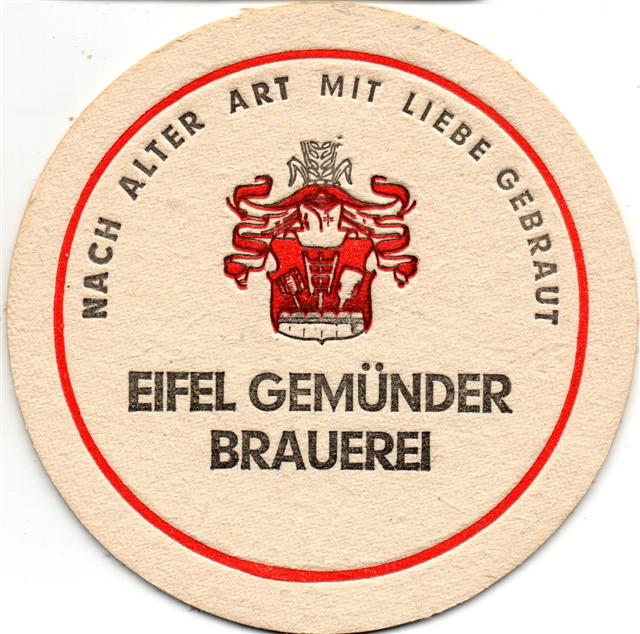 NACH ALTER ART MIT LIEBE GEBRAUT
EIFEL GEMÜNDER
BRAUEREI